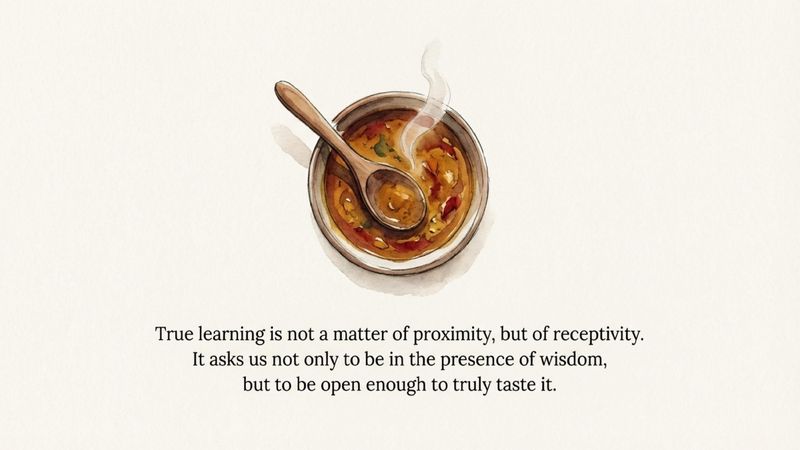 True learning is not a matter of proximity, but of receptivity.
It asks us not only to be in the presence of wisdom,
but to be open enough to truly taste it.